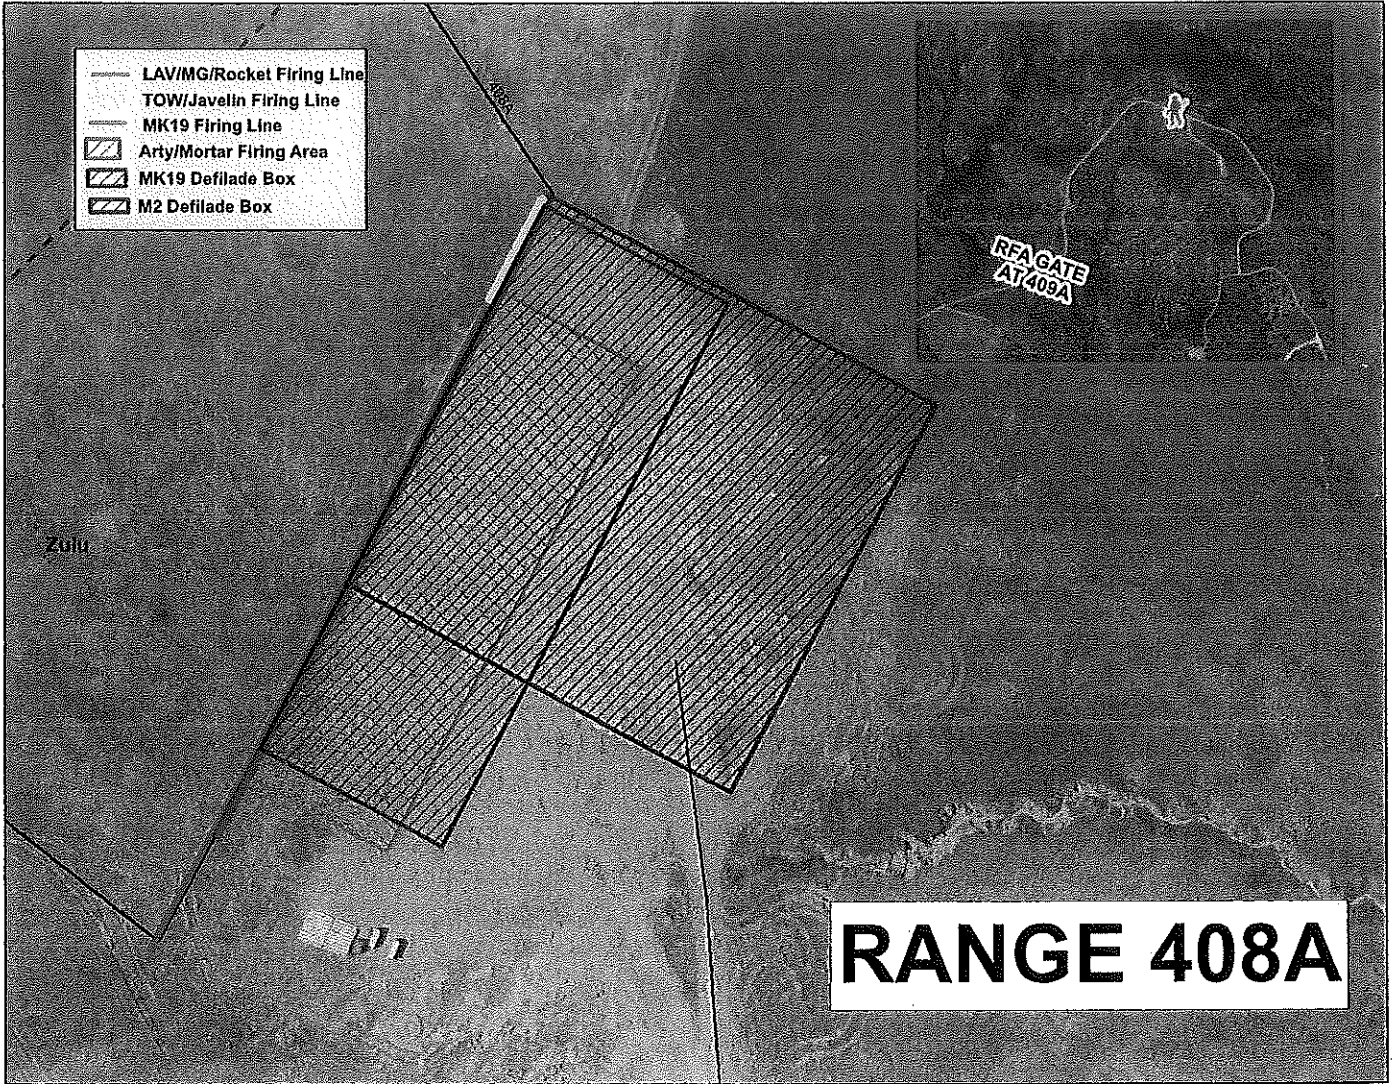 LAV/MG/Rocket Firing Line
TOW/Javelin Firing Line
MK19 Firing Line
Arty/Mortar Firing Area
MK19 Defilade Box
M2 Defilade Box
408A
RFA GATE
AT 409A
Zulu
RANGE 408A